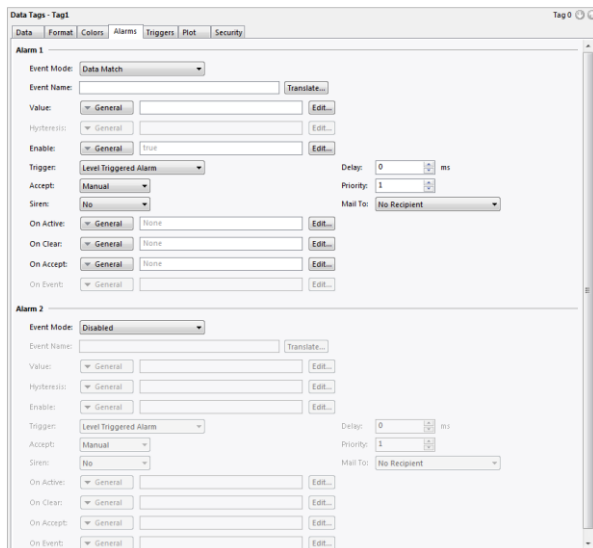 Data Tags - Tag1 Tag 0
Data Format Colors Alarms Triggers Plot Security
Alarm 1
Event Mode: Data Match
Event Name: Translate...
Value: General Edit...
Hysteresis: General Edit...
Enable: General true Edit...
Trigger: Level Triggered Alarm Delay: 0 ms
Accept: Manual Priority: 1
Siren: No Mail To: No Recipient
On Active: General None Edit...
On Clear: General None Edit...
On Accept: General None Edit...
On Event: General Edit...
Alarm 2
Event Mode: Disabled
Event Name: Translate...
Value: General Edit...
Hysteresis: General Edit...
Enable: General Edit...
Trigger: Level Triggered Alarm Delay: 0 ms
Accept: Manual Priority: 1
Siren: No Mail To: No Recipient
On Active: General Edit...
On Clear: General Edit...
On Accept: General Edit...
On Event: General Edit...